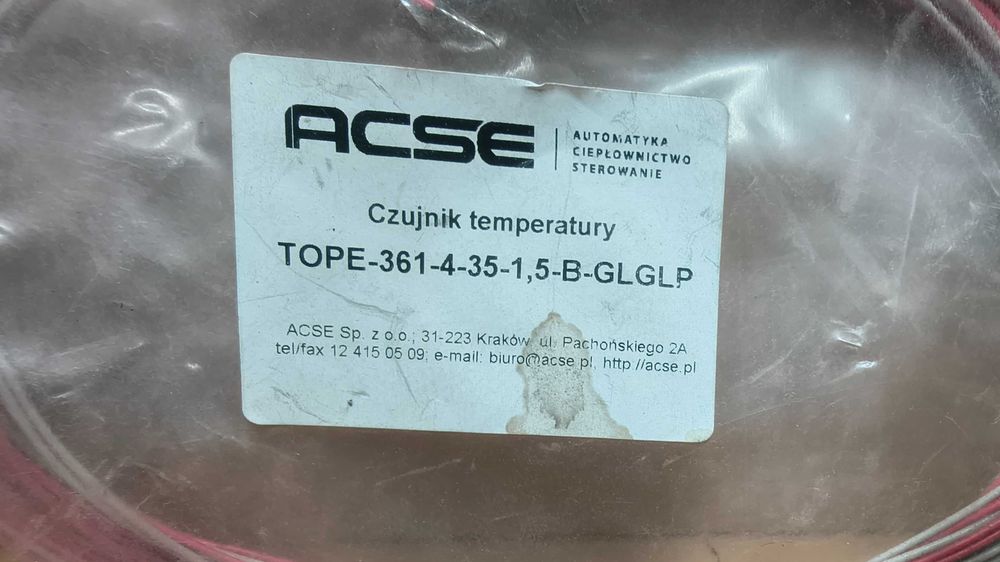 ACSE
AUTOMATYKA
CIEPŁOWNICTWO
STEROWANIE
Czujnik temperatury
TOPE-361-4-35-1,5-B-GLGLP
ACSE Sp. z o.o.; 31-223 Kraków, ul. Pachońskiego 2A
tel/fax 12 415 05 09; e-mail: biuro@acse.pl, http://acse.pl